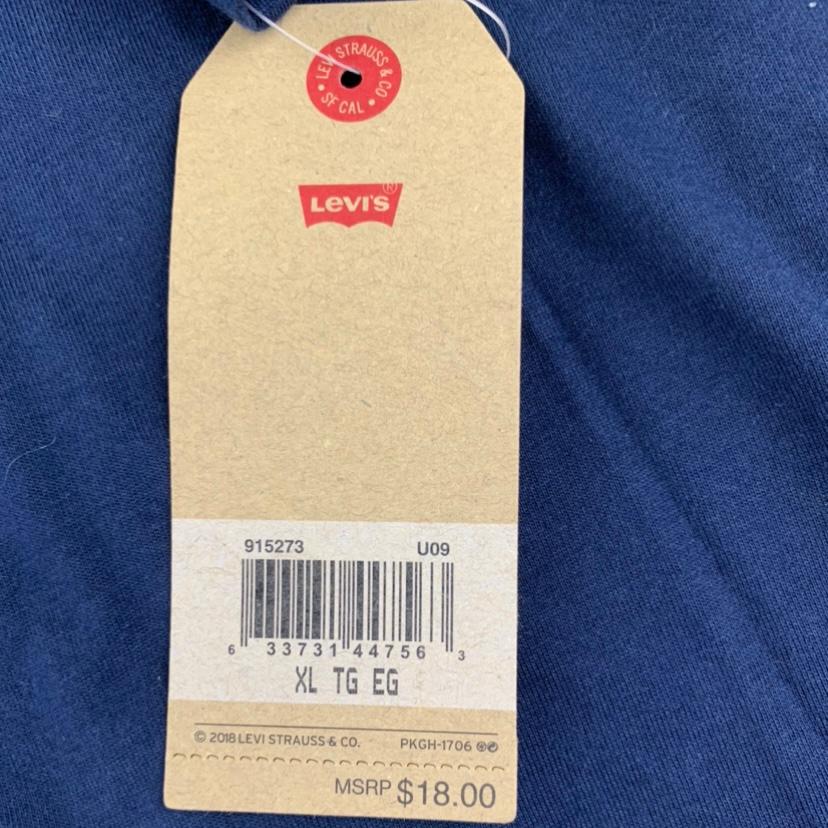 LEVI STRAUSS & CO
SF CAL
LEVI'S®
915273 U09
6 33731 44756 3
XL TG EG
© 2018 LEVI STRAUSS & CO. PKGH-1706
MSRP $18.00